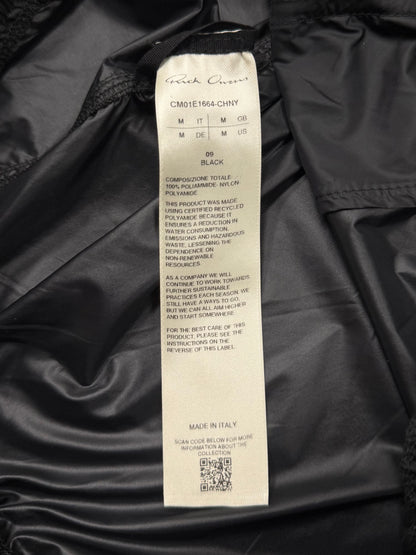 Rick Owens
CM01E1664-CHNY
M IT M GB
M DE M US
09
BLACK
COMPOSIZIONE TOTALE:
100% POLIAMMIDE- NYLON-
POLYAMIDE
THIS PRODUCT WAS MADE
USING CERTIFIED RECYCLED
POLYAMIDE BECAUSE IT
ENSURES A REDUCTION IN
WATER CONSUMPTION,
EMISSIONS AND HAZARDOUS
WASTE, LESSENING THE
DEPENDENCE ON
NON-RENEWABLE
RESOURCES.
AS A COMPANY WE WILL
CONTINUE TO WORK TOWARDS
FURTHER SUSTAINABLE
PRACTICES EACH SEASON. WE
STILL HAVE A WAYS TO GO,
BUT WE CAN ALL AIM HIGHER
AND START SOMEWHERE.
FOR THE BEST CARE OF THIS
PRODUCT, PLEASE SEE THE
INSTRUCTIONS ON THE
REVERSE OF THIS LABEL.
MADE IN ITALY
SCAN CODE BELOW FOR MORE
INFORMATION ABOUT THE
COLLECTION